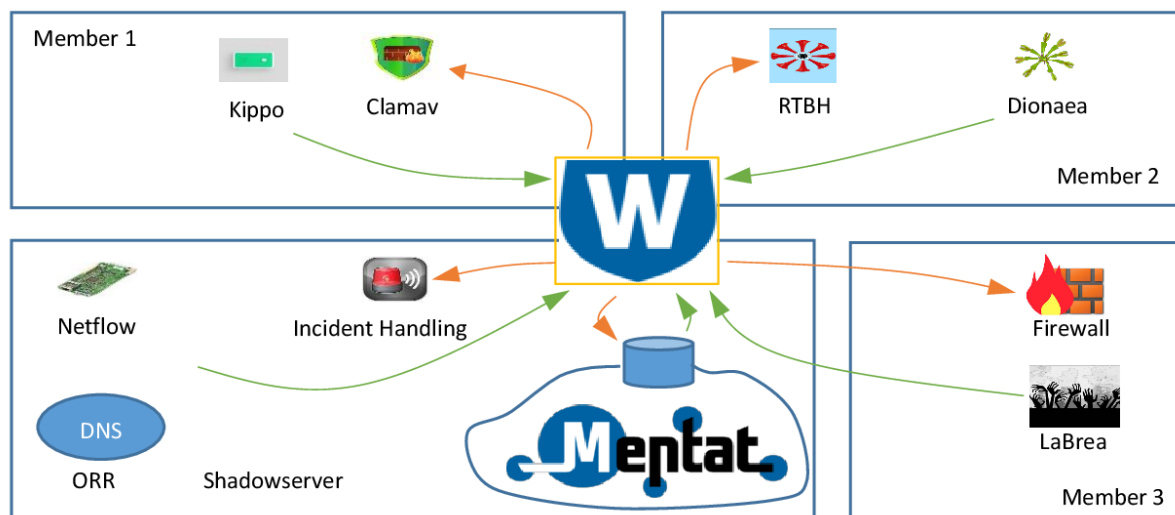 Member 1
Kippo
Clamav
RTBH
Dionaea
Member 2
W
Netflow
Incident Handling
Firewall
DNS
ORR
Shadowserver
Mentat
LaBrea
Member 3